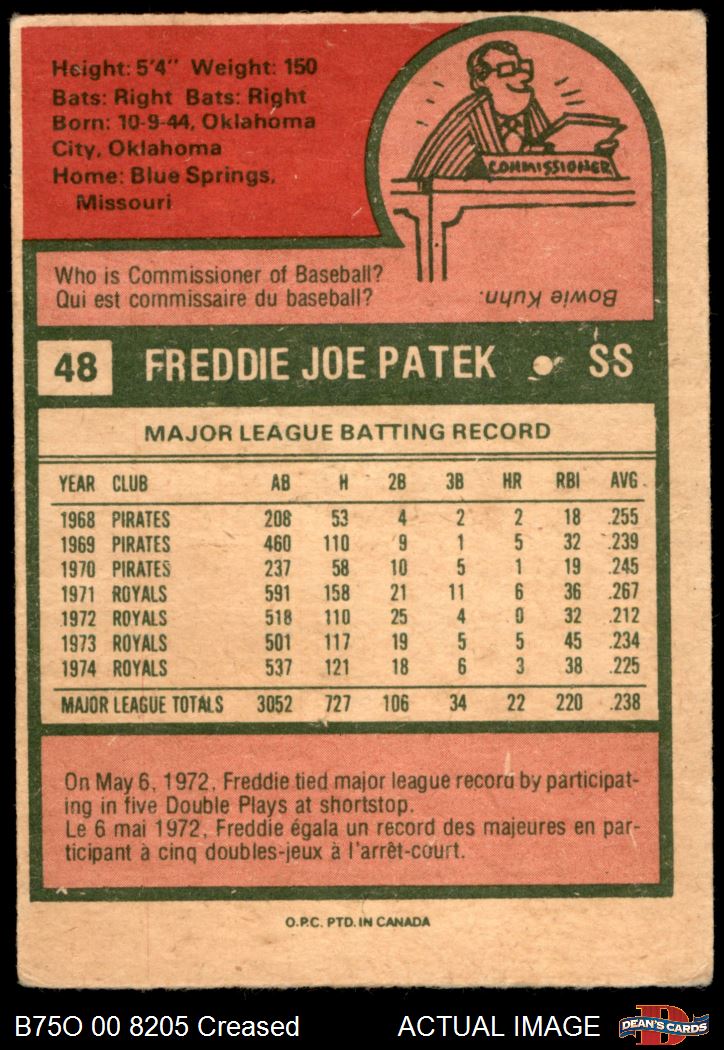 Height: 5'4" Weight: 150
Bats: Right Bats: Right
Born: 10-9-44, Oklahoma
City, Oklahoma
Home: Blue Springs,
Missouri
COMMISSIONER
Who is Commissioner of Baseball?
Qui est commissaire du baseball?
Bowie Kuhn.
48 FREDDIE JOE PATEK • SS
MAJOR LEAGUE BATTING RECORD
YEAR CLUB AB H 2B 3B HR RBI AVG.
1968 PIRATES 208 53 4 2 2 18 .255
1969 PIRATES 460 110 9 1 5 32 .239
1970 PIRATES 237 58 10 5 1 19 .245
1971 ROYALS 591 158 21 11 6 36 .267
1972 ROYALS 518 110 25 4 0 32 .212
1973 ROYALS 501 117 19 5 5 45 .234
1974 ROYALS 537 121 18 6 3 38 .225
MAJOR LEAGUE TOTALS 3052 727 106 34 22 220 .238
On May 6, 1972, Freddie tied major league record by participat-
ing in five Double Plays at shortstop.
Le 6 mai 1972, Freddie égala un record des majeures en par-
ticipant à cinq doubles-jeux à l'arrêt-court.
O.P.C. PTD. IN CANADA
B75O 00 8205 Creased ACTUAL IMAGE
D
DEAN'S CARDS